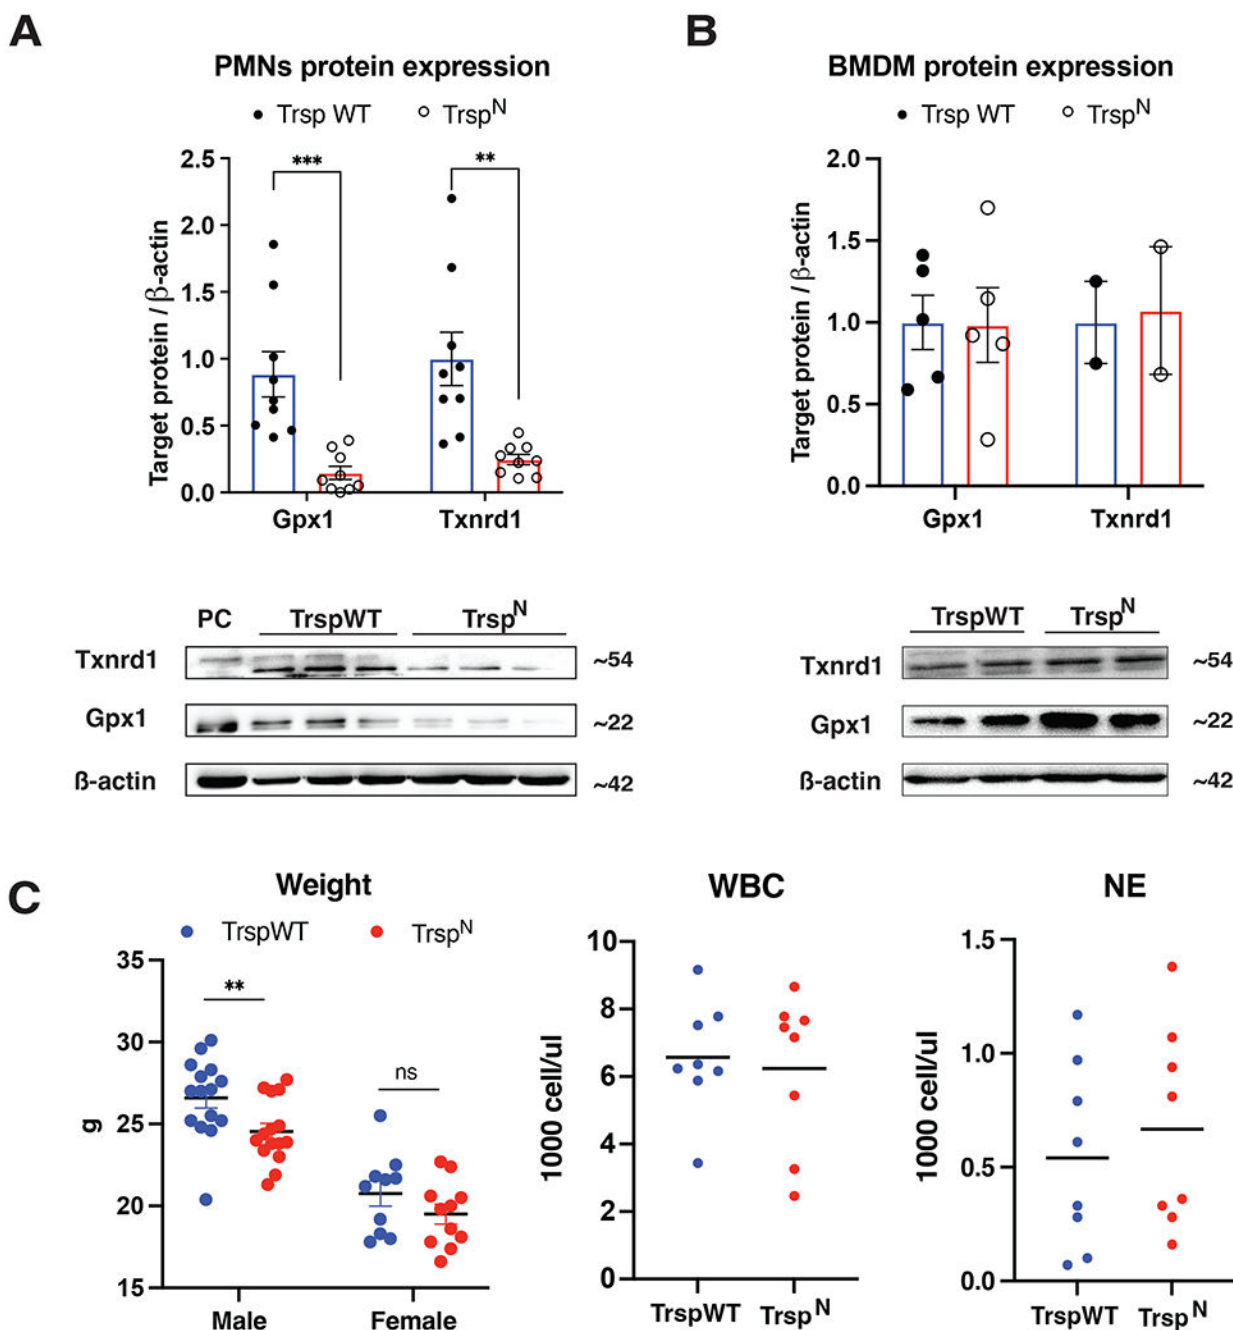 A
PMNs protein expression
Trsp WT Trsp^N
Target protein / β-actin
2.5
2.0
1.5
1.0
0.5
0.0
*** **
Gpx1 Txnrd1
PC TrspWT Trsp^N
Txnrd1 ~54
Gpx1 ~22
ß-actin ~42
B
BMDM protein expression
Trsp WT Trsp^N
Target protein / β-actin
2.0
1.5
1.0
0.5
0.0
Gpx1 Txnrd1
TrspWT Trsp^N
Txnrd1 ~54
Gpx1 ~22
ß-actin ~42
C
Weight
TrspWT Trsp^N
g
35
30
25
20
15
** ns
Male Female
WBC
1000 cell/ul
10
8
6
4
2
0
TrspWT Trsp^N
NE
1000 cell/ul
1.5
1.0
0.5
0.0
TrspWT Trsp^N